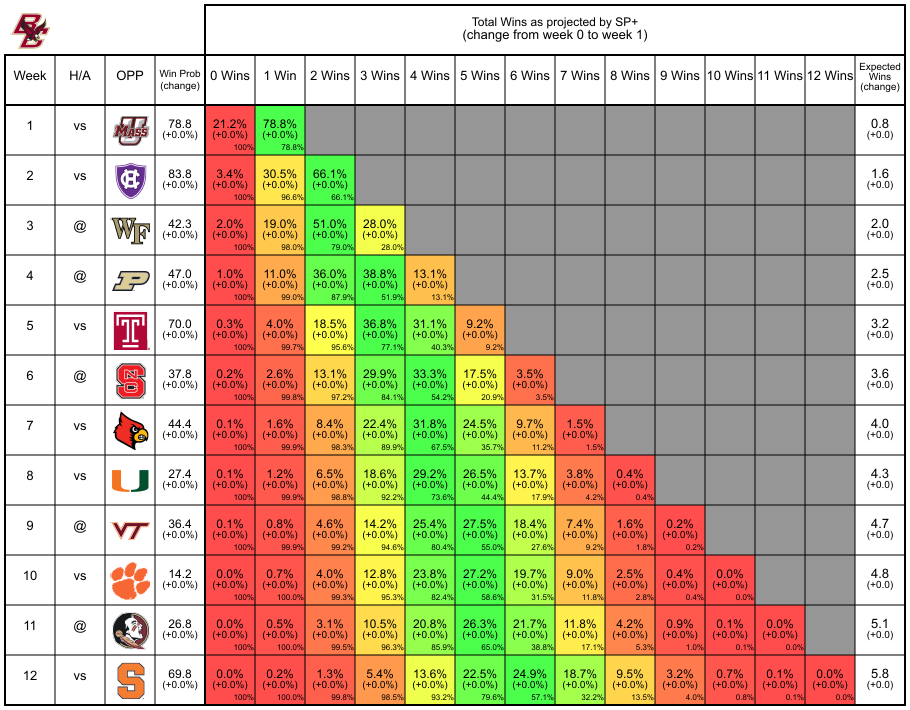 BC
Total Wins as projected by SP+
(change from week 0 to week 1)
Week H/A OPP Win Prob (change) 0 Wins 1 Win 2 Wins 3 Wins 4 Wins 5 Wins 6 Wins 7 Wins 8 Wins 9 Wins 10 Wins 11 Wins 12 Wins Expected Wins (change)
1 vs U MASS 78.8 21.2% 78.8% 0.8
(+0.0%) (+0.0%) (+0.0%) (+0.0)
100% 78.8%
2 vs HC 83.8 3.4% 30.5% 66.1% 1.6
(+0.0%) (+0.0%) (+0.0%) (+0.0%) (+0.0)
100% 96.6% 66.1%
3 @ WF 42.3 2.0% 19.0% 51.0% 28.0% 2.0
(+0.0%) (+0.0%) (+0.0%) (+0.0%) (+0.0%) (+0.0)
100% 98.0% 79.0% 28.0%
4 @ P 47.0 1.0% 11.0% 36.0% 38.8% 13.1% 2.5
(+0.0%) (+0.0%) (+0.0%) (+0.0%) (+0.0%) (+0.0%) (+0.0)
100% 99.0% 87.9% 51.9% 13.1%
5 vs T 70.0 0.3% 4.0% 18.5% 36.8% 31.1% 9.2% 3.2
(+0.0%) (+0.0%) (+0.0%) (+0.0%) (+0.0%) (+0.0%) (+0.0%) (+0.0)
100% 99.7% 95.6% 77.1% 40.3% 9.2%
6 @ S 37.8 0.2% 2.6% 13.1% 29.9% 33.3% 17.5% 3.5% 3.6
(+0.0%) (+0.0%) (+0.0%) (+0.0%) (+0.0%) (+0.0%) (+0.0%) (+0.0%) (+0.0)
100% 99.8% 97.2% 84.1% 54.2% 20.9% 3.5%
7 vs 44.4 0.1% 1.6% 8.4% 22.4% 31.8% 24.5% 9.7% 1.5% 4.0
(+0.0%) (+0.0%) (+0.0%) (+0.0%) (+0.0%) (+0.0%) (+0.0%) (+0.0%) (+0.0%) (+0.0)
100% 99.9% 98.3% 89.9% 67.5% 35.7% 11.2% 1.5%
8 vs U 27.4 0.1% 1.2% 6.5% 18.6% 29.2% 26.5% 13.7% 3.8% 0.4% 4.3
(+0.0%) (+0.0%) (+0.0%) (+0.0%) (+0.0%) (+0.0%) (+0.0%) (+0.0%) (+0.0%) (+0.0%) (+0.0)
100% 99.9% 98.8% 92.2% 73.6% 44.4% 17.9% 4.2% 0.4%
9 @ VT 36.4 0.1% 0.8% 4.6% 14.2% 25.4% 27.5% 18.4% 7.4% 1.6% 0.2% 4.7
(+0.0%) (+0.0%) (+0.0%) (+0.0%) (+0.0%) (+0.0%) (+0.0%) (+0.0%) (+0.0%) (+0.0%) (+0.0%) (+0.0)
100% 99.9% 99.2% 94.6% 80.4% 55.0% 27.6% 9.2% 1.8% 0.2%
10 vs 14.2 0.0% 0.7% 4.0% 12.8% 23.8% 27.2% 19.7% 9.0% 2.5% 0.4% 0.0% 4.8
(+0.0%) (+0.0%) (+0.0%) (+0.0%) (+0.0%) (+0.0%) (+0.0%) (+0.0%) (+0.0%) (+0.0%) (+0.0%) (+0.0%) (+0.0)
100% 100.0% 99.3% 95.3% 82.4% 58.6% 31.5% 11.8% 2.8% 0.4% 0.0%
11 @ 26.8 0.0% 0.5% 3.1% 10.5% 20.8% 26.3% 21.7% 11.8% 4.2% 0.9% 0.1% 0.0% 5.1
(+0.0%) (+0.0%) (+0.0%) (+0.0%) (+0.0%) (+0.0%) (+0.0%) (+0.0%) (+0.0%) (+0.0%) (+0.0%) (+0.0%) (+0.0%) (+0.0)
100% 100.0% 99.5% 96.3% 85.9% 65.0% 38.8% 17.1% 5.3% 1.0% 0.1% 0.0%
12 vs S 69.8 0.0% 0.2% 1.3% 5.4% 13.6% 22.5% 24.9% 18.7% 9.5% 3.2% 0.7% 0.1% 0.0% 5.8
(+0.0%) (+0.0%) (+0.0%) (+0.0%) (+0.0%) (+0.0%) (+0.0%) (+0.0%) (+0.0%) (+0.0%) (+0.0%) (+0.0%) (+0.0%) (+0.0%) (+0.0)
100% 100.0% 99.8% 98.5% 93.2% 79.6% 57.1% 32.2% 13.5% 4.0% 0.8% 0.1% 0.0%